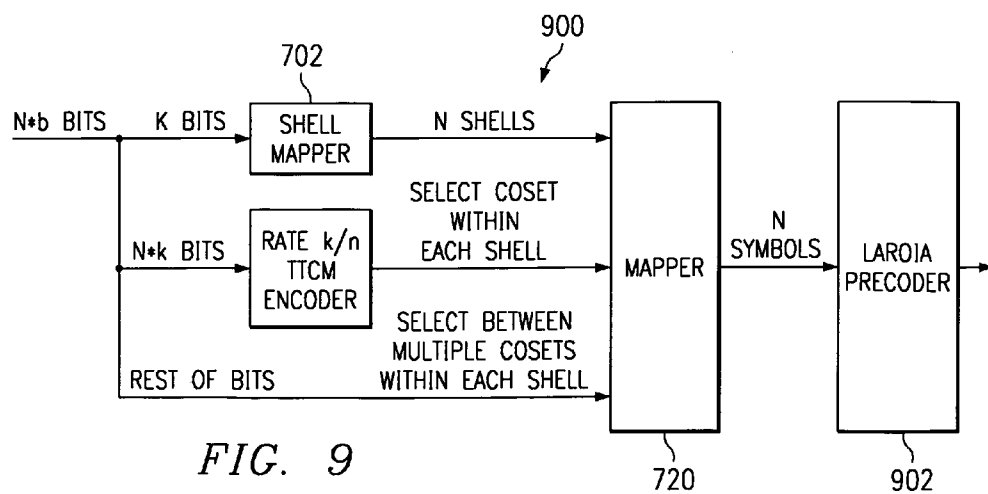 900
702
N*b BITS
K BITS
SHELL
MAPPER
N SHELLS
SELECT COSET
WITHIN
EACH SHELL
N*k BITS
RATE k/n
TTCM
ENCODER
MAPPER
N
SYMBOLS
LAROIA
PRECODER
SELECT BETWEEN
MULTIPLE COSETS
WITHIN EACH SHELL
REST OF BITS
FIG. 9
720
902